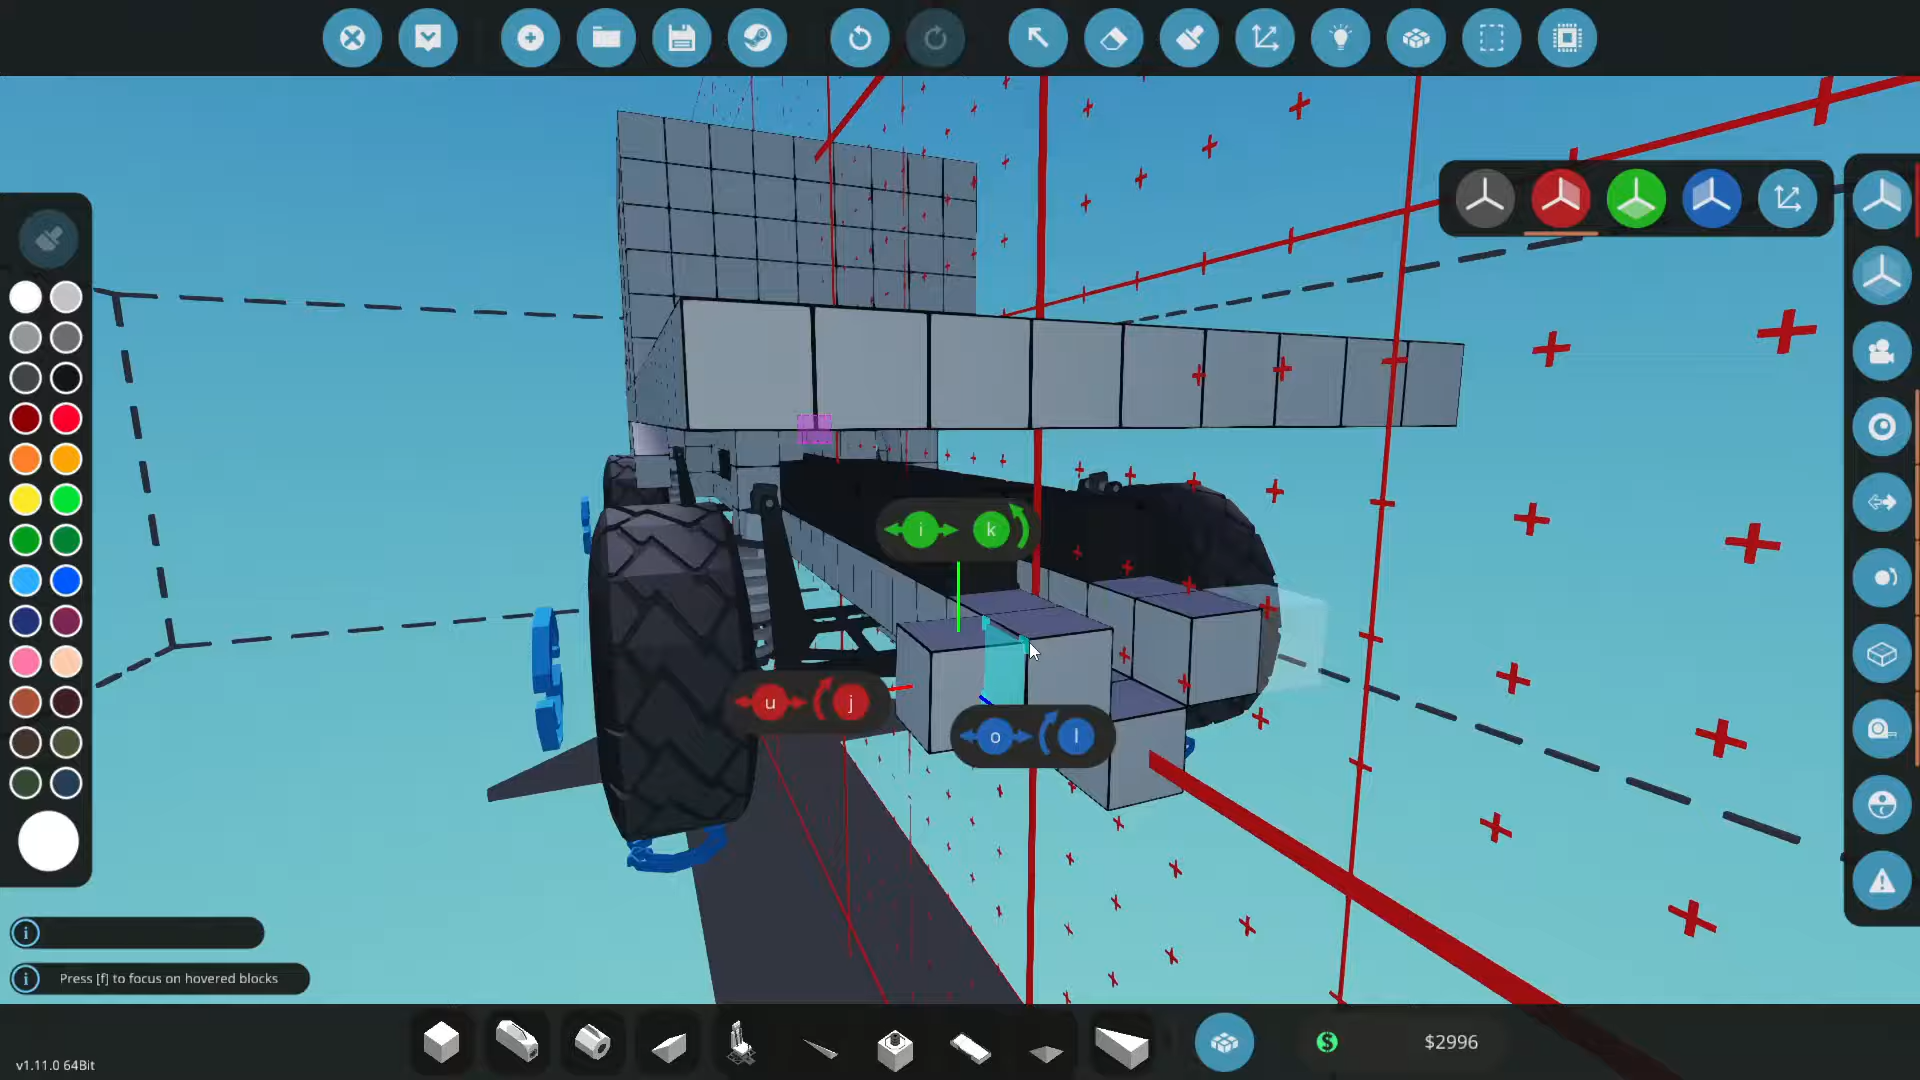 i k
u j
o l
Press [f] to focus on hovered blocks
$ $2996
v1.11.0 64Bit